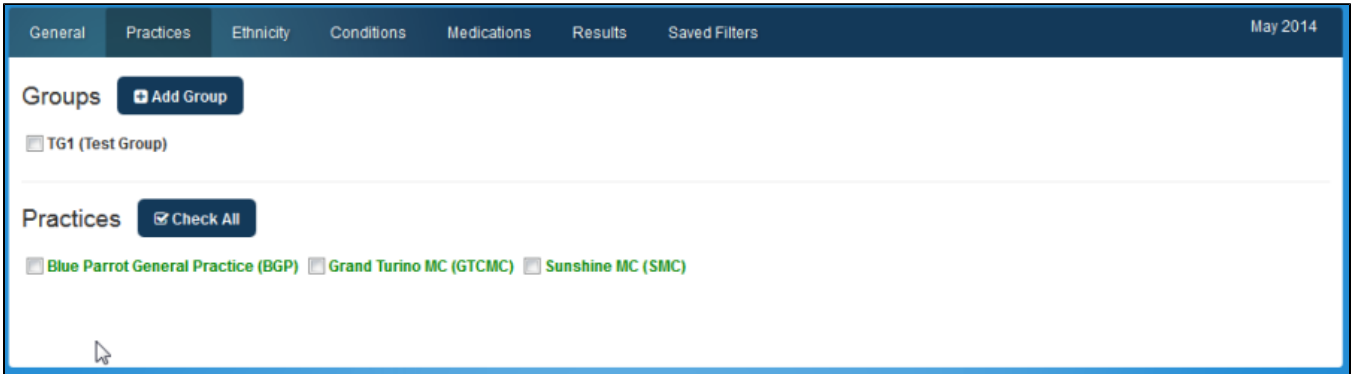 General Practices Ethnicity Conditions Medications Results Saved Filters May 2014
Groups Add Group
TG1 (Test Group)
Practices Check All
Blue Parrot General Practice (BGP) Grand Turino MC (GTCMC) Sunshine MC (SMC)